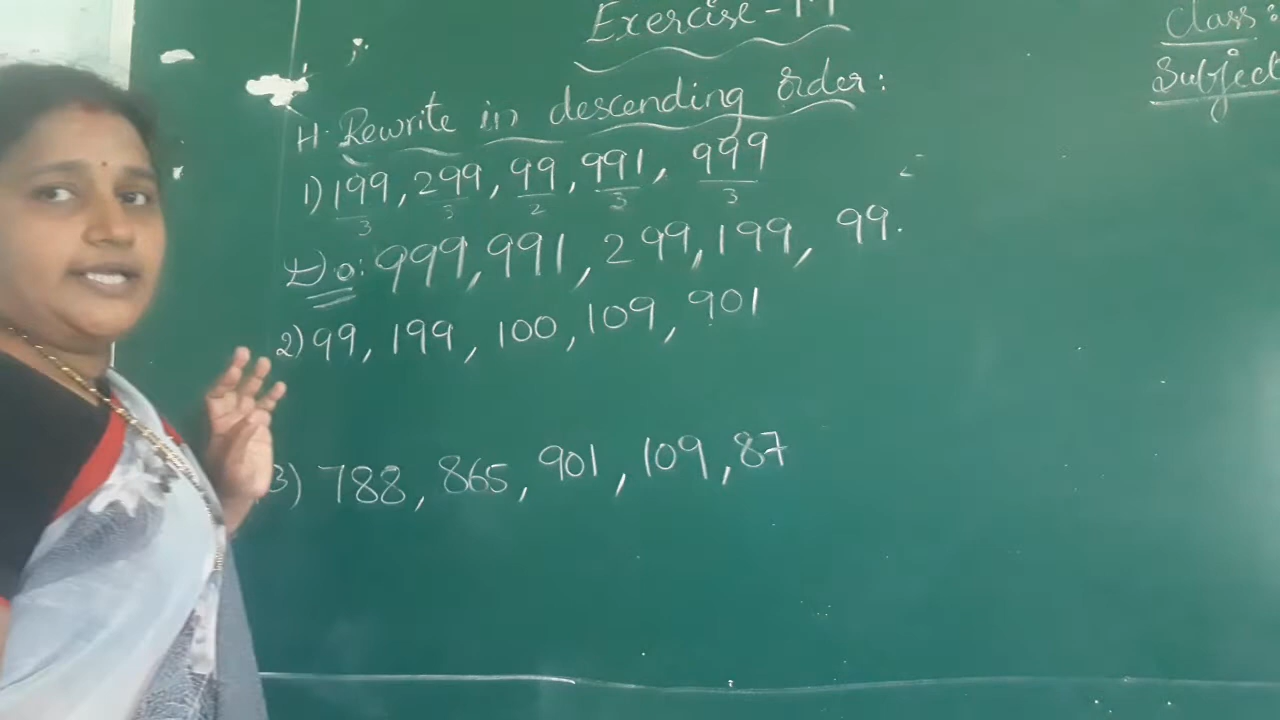 Exercise -
Class:
Subject
H. Rewrite in descending order:
1) 199, 299, 99, 991, 999
3 3 2 3 3
D.o: 999, 991, 299, 199, 99.
2) 99, 199, 100, 109, 901
3) 788, 865, 901, 109, 87